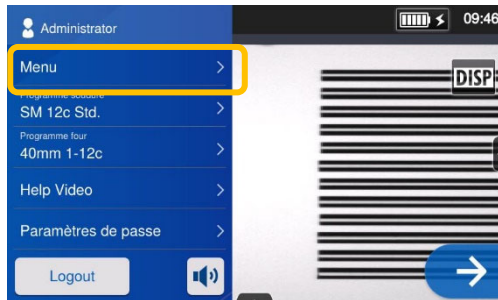 Administrator
09:46
Menu
DISP
Programme soudure
SM 12c Std.
Programme four
40mm 1-12c
Help Video
Paramètres de passe
Logout